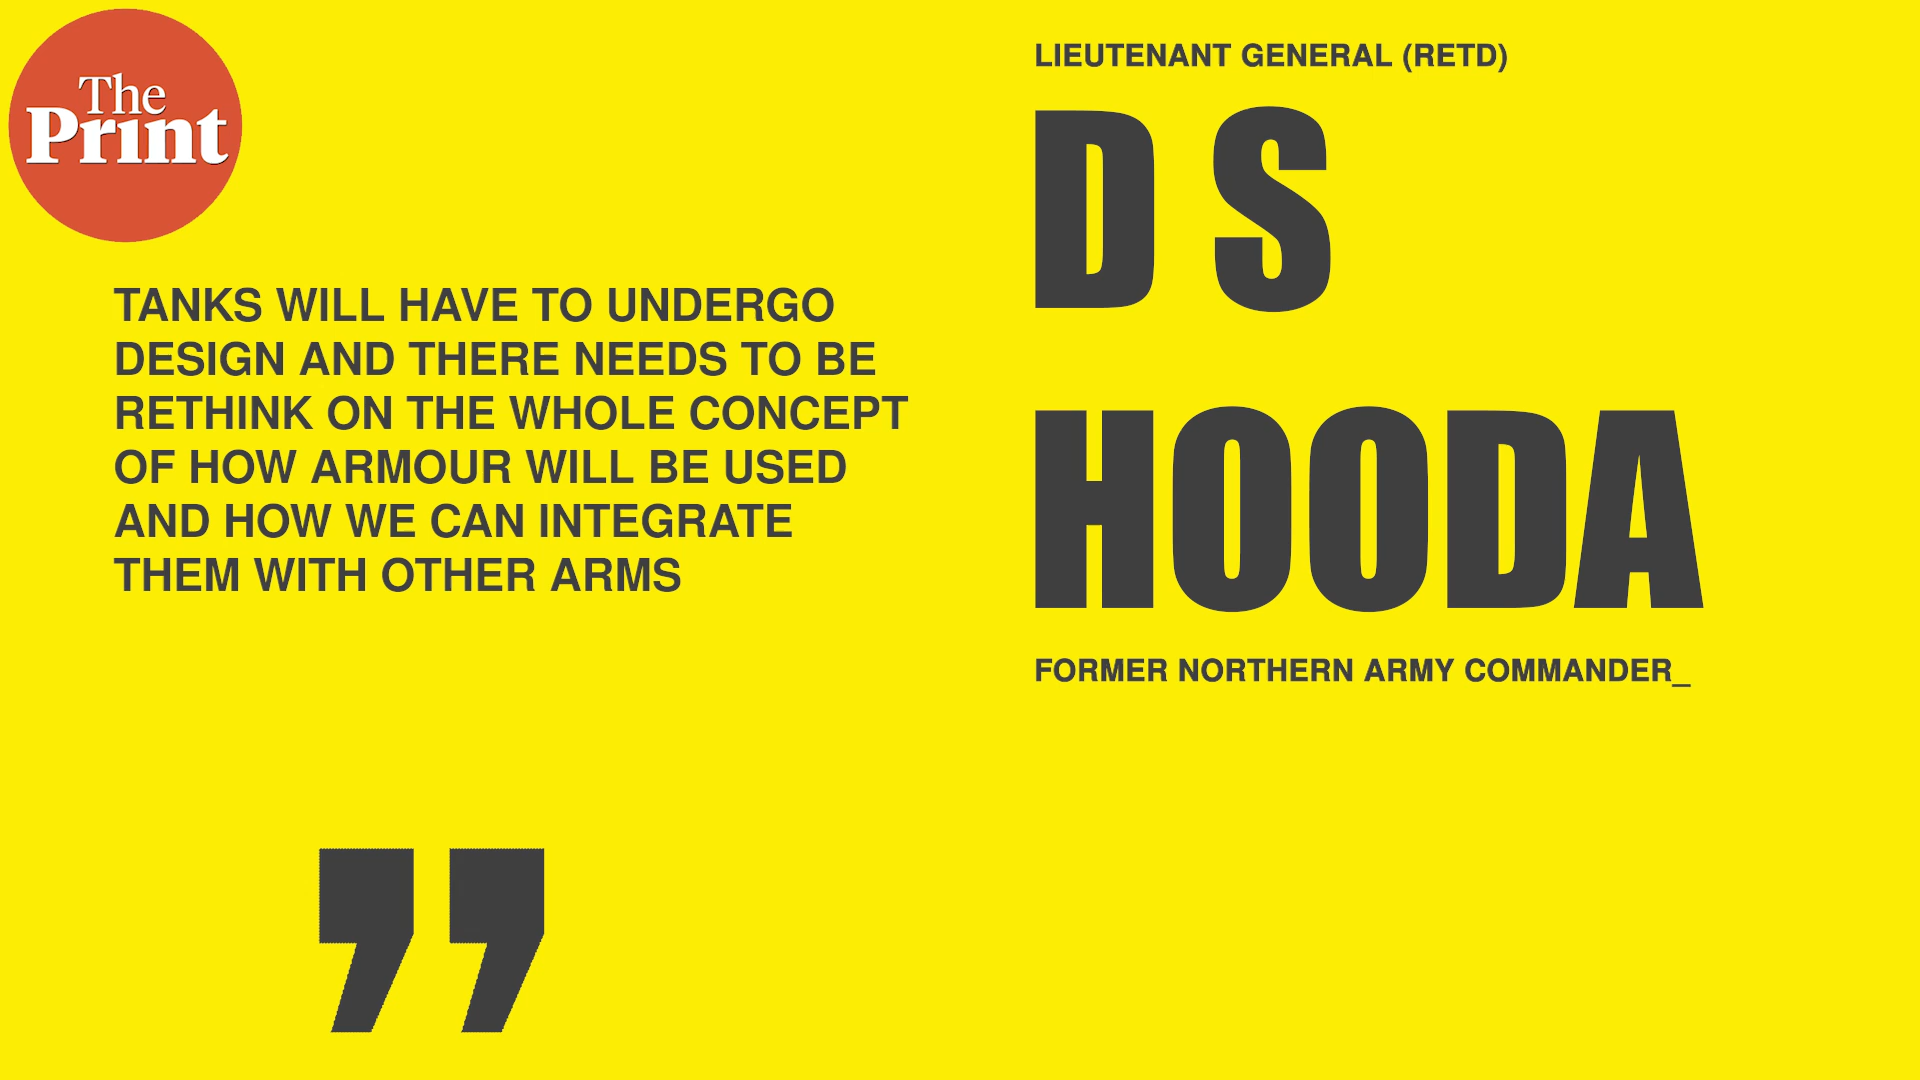 The
Print
TANKS WILL HAVE TO UNDERGO
DESIGN AND THERE NEEDS TO BE
RETHINK ON THE WHOLE CONCEPT
OF HOW ARMOUR WILL BE USED
AND HOW WE CAN INTEGRATE
THEM WITH OTHER ARMS
”
LIEUTENANT GENERAL (RETD)
D S
HOODA
FORMER NORTHERN ARMY COMMANDER_